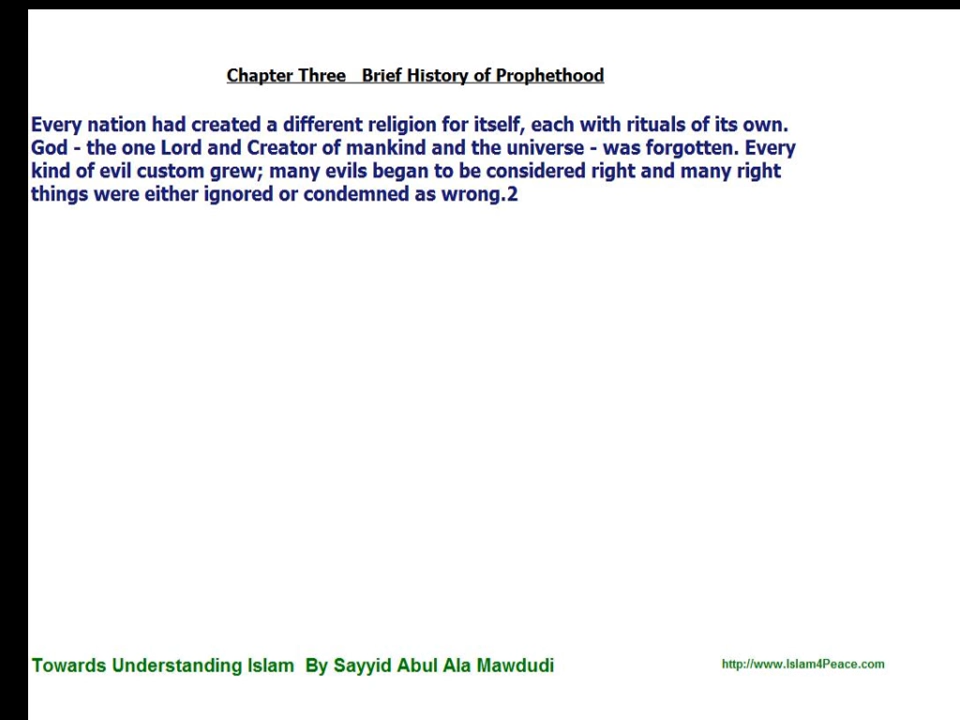 Chapter Three   Brief History of Prophethood
Every nation had created a different religion for itself, each with rituals of its own.
God - the one Lord and Creator of mankind and the universe - was forgotten. Every
kind of evil custom grew; many evils began to be considered right and many right
things were either ignored or condemned as wrong.2
Towards Understanding Islam  By Sayyid Abul Ala Mawdudi
http://www.Islam4Peace.com